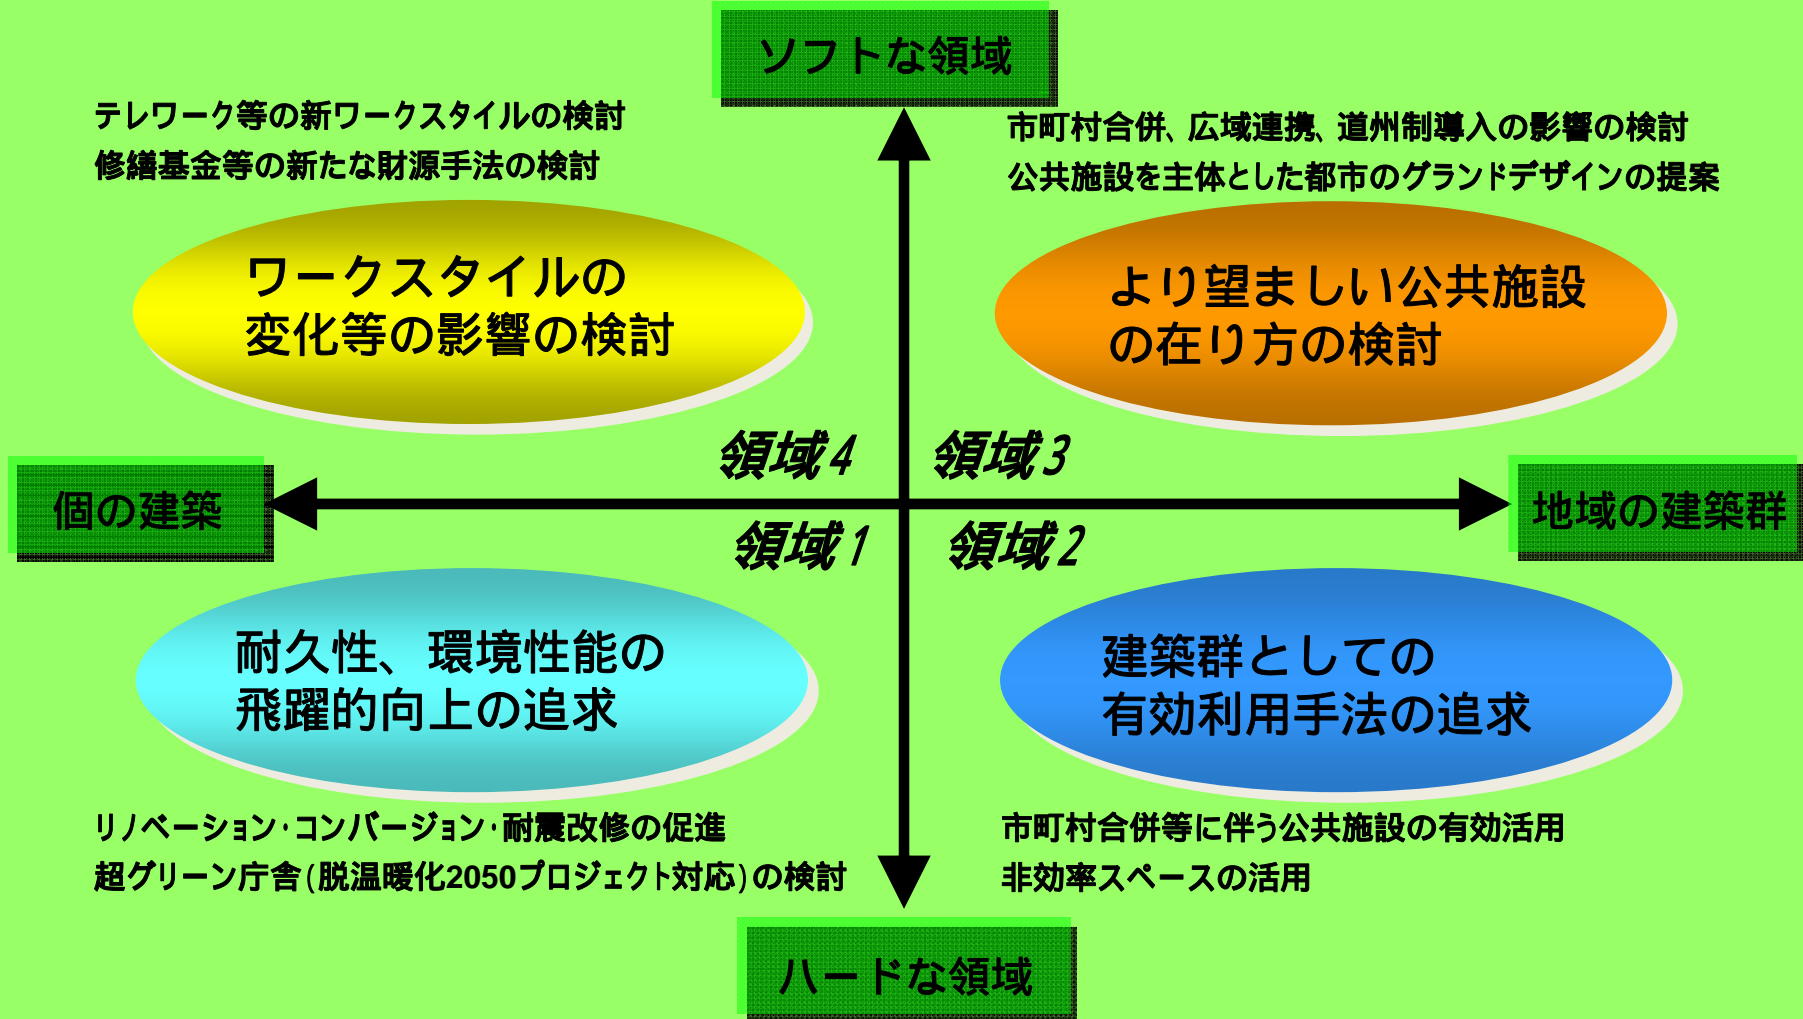 ソフトな領域
テレワーク等の新ワークスタイルの検討
修繕基金等の新たな財源手法の検討
市町村合併、広域連携、道州制導入の影響の検討
公共施設を主体とした都市のグランドデザインの提案
ワークスタイルの
変化等の影響の検討
より望ましい公共施設
の在り方の検討
領域4
領域3
個の建築
地域の建築群
領域1
領域2
耐久性、環境性能の
飛躍的向上の追求
建築群としての
有効利用手法の追求
リノベーション・コンバージョン・耐震改修の促進
超グリーン庁舎(脱温暖化2050プロジェクト対応)の検討
市町村合併等に伴う公共施設の有効活用
非効率スペースの活用
ハードな領域